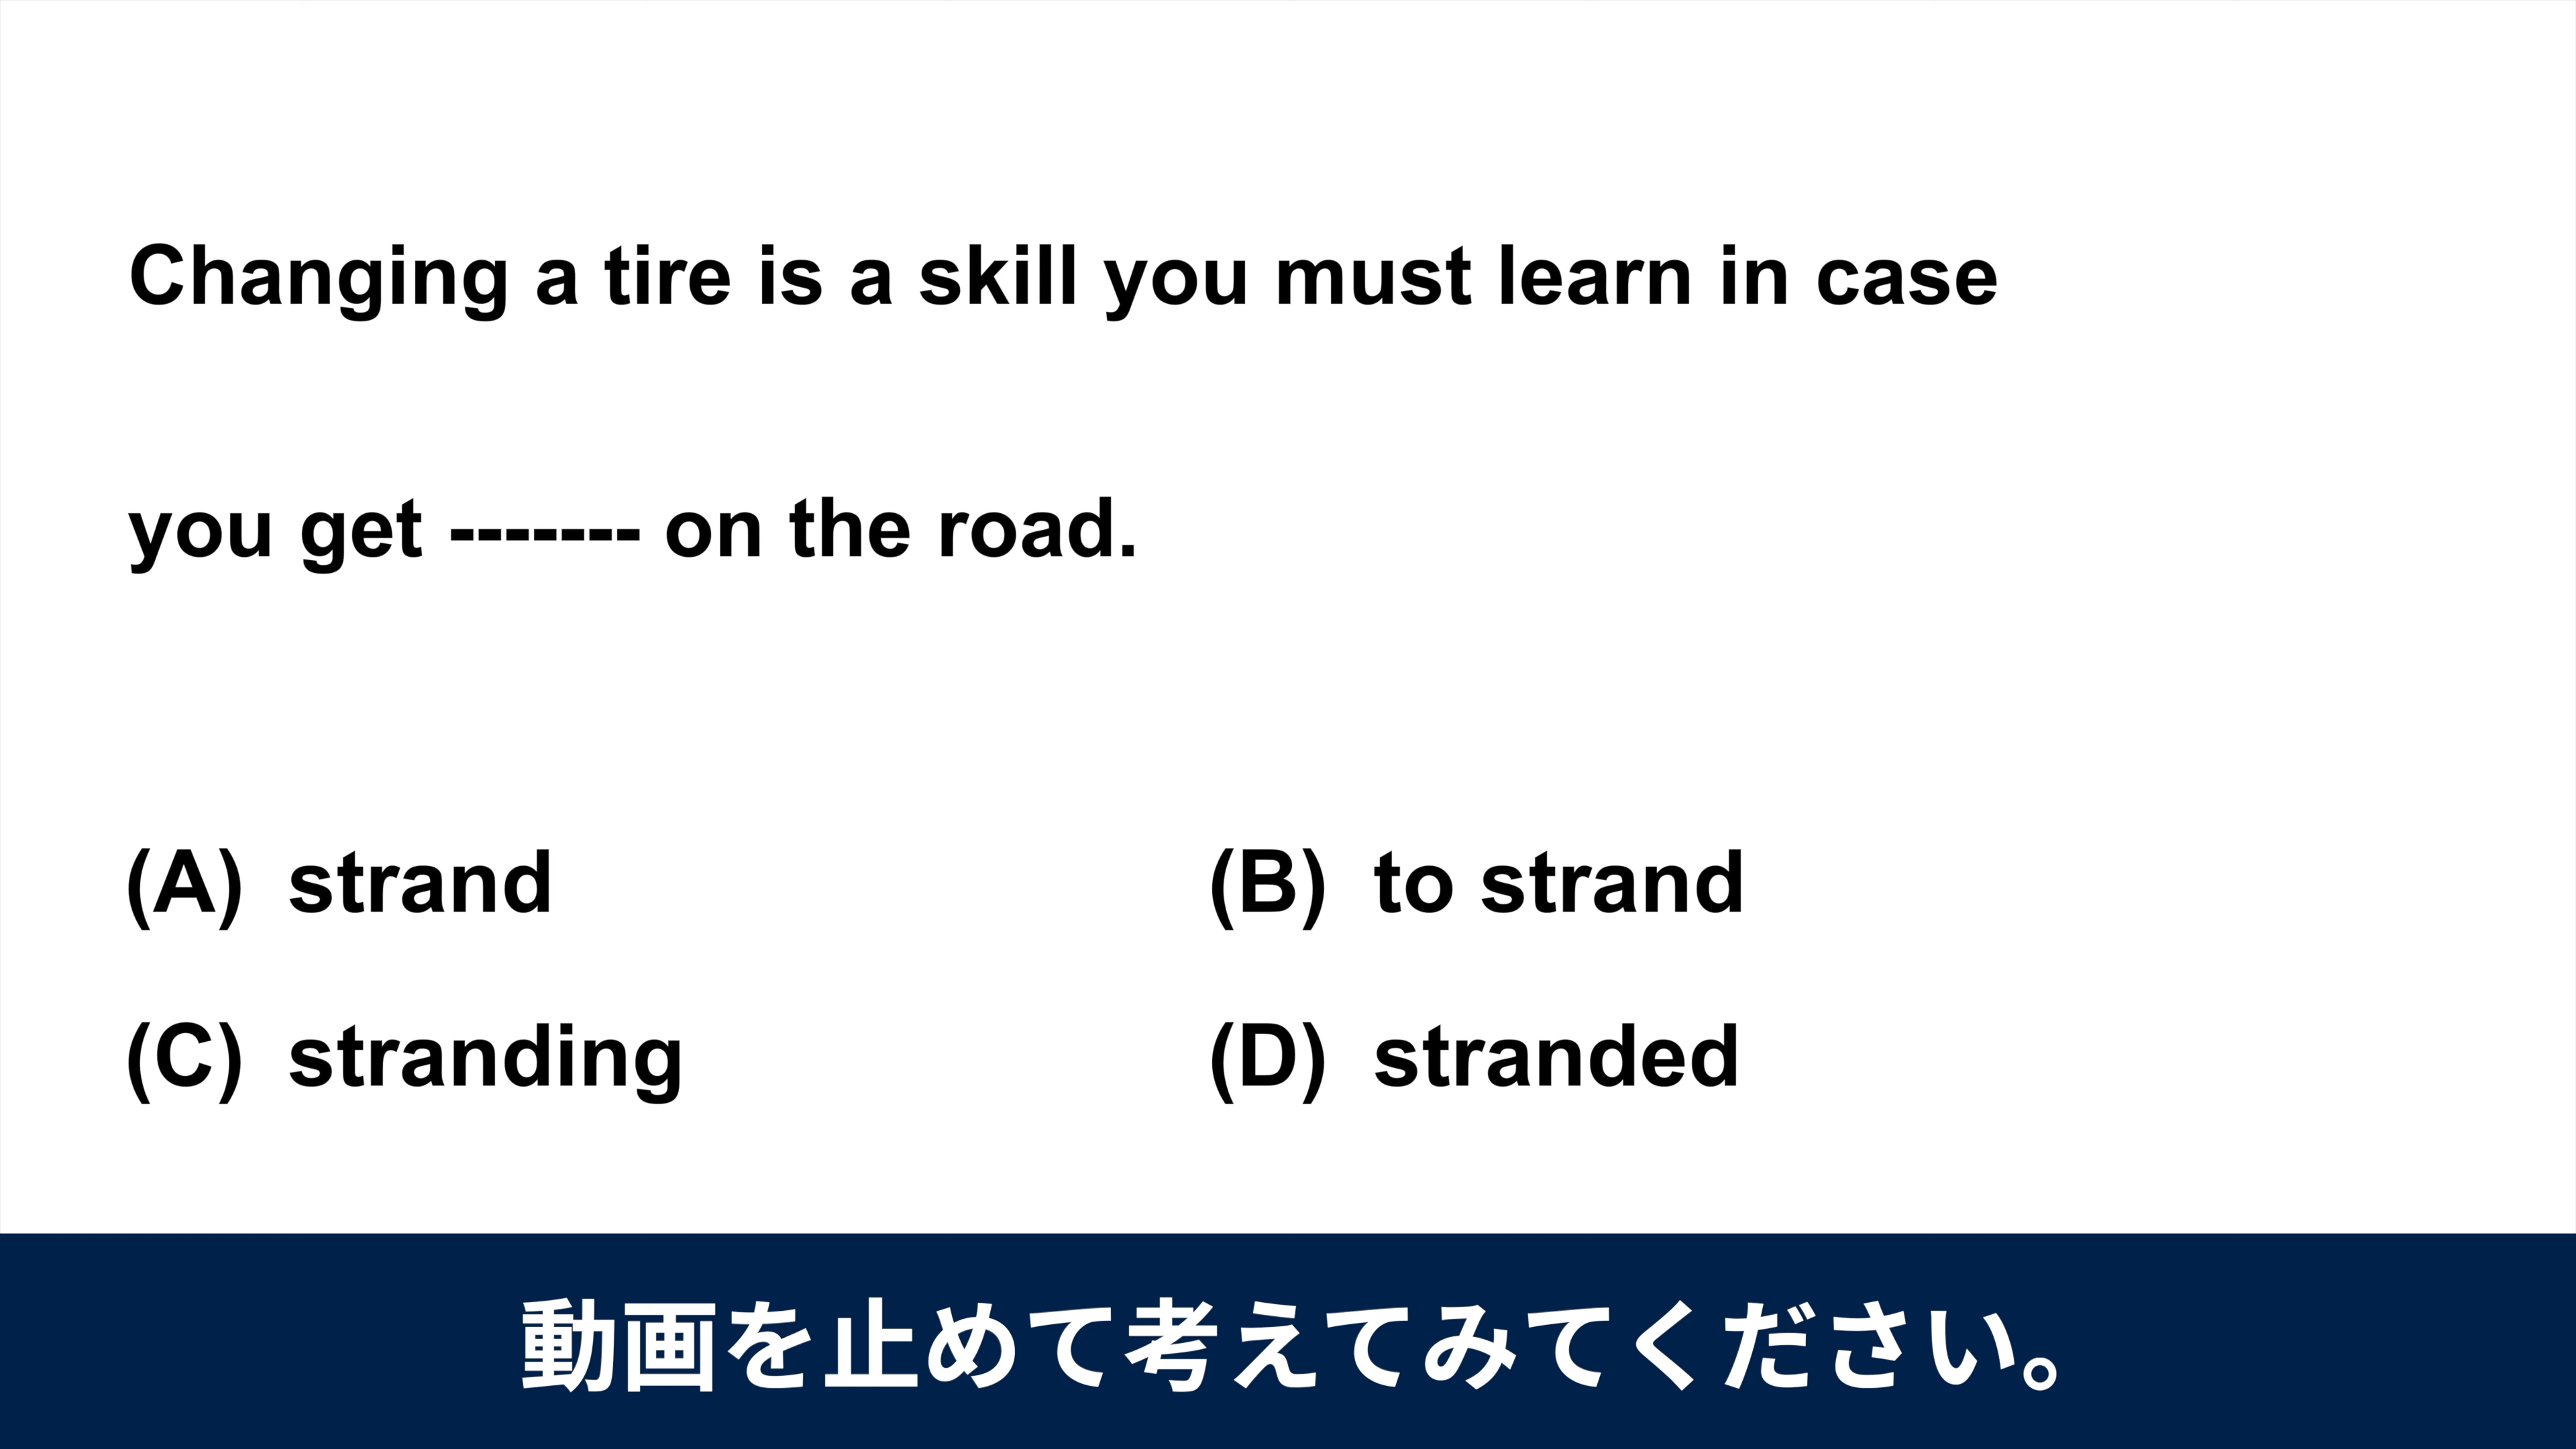 Changing a tire is a skill you must learn in case
you get ------- on the road.
(A) strand
(B) to strand
(C) stranding
(D) stranded
動画を止めて考えてみてください。